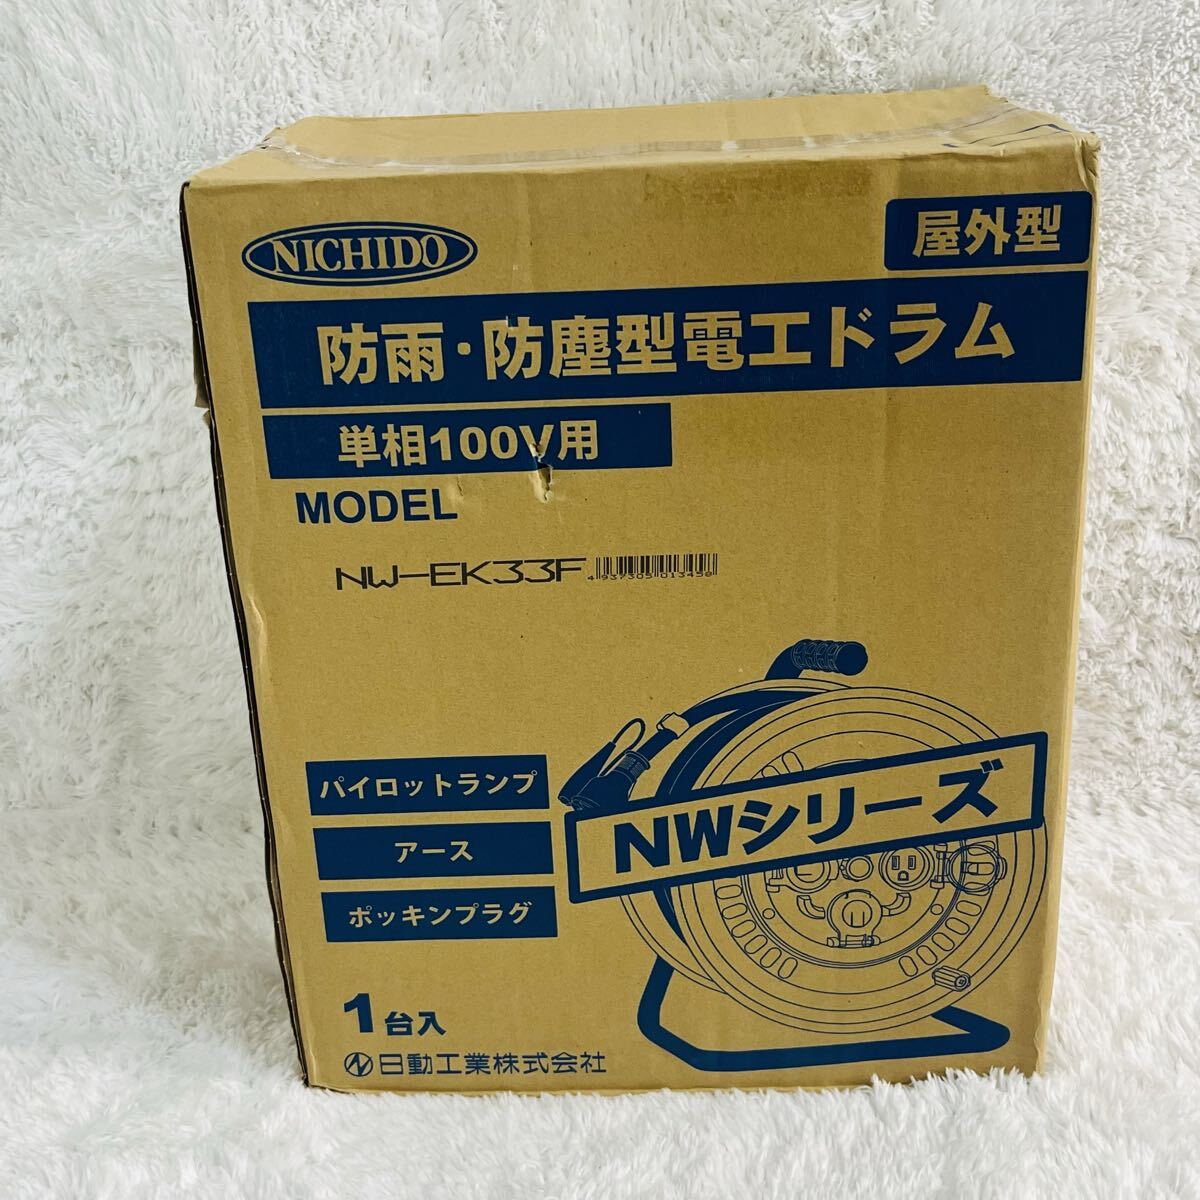 NICHIDO
屋外型
防雨・防塵型電工ドラム
単相100V用
MODEL
NW-EK33F
4 937305 013458
パイロットランプ
アース
ポッキンプラグ
NWシリーズ
1台入
日動工業株式会社